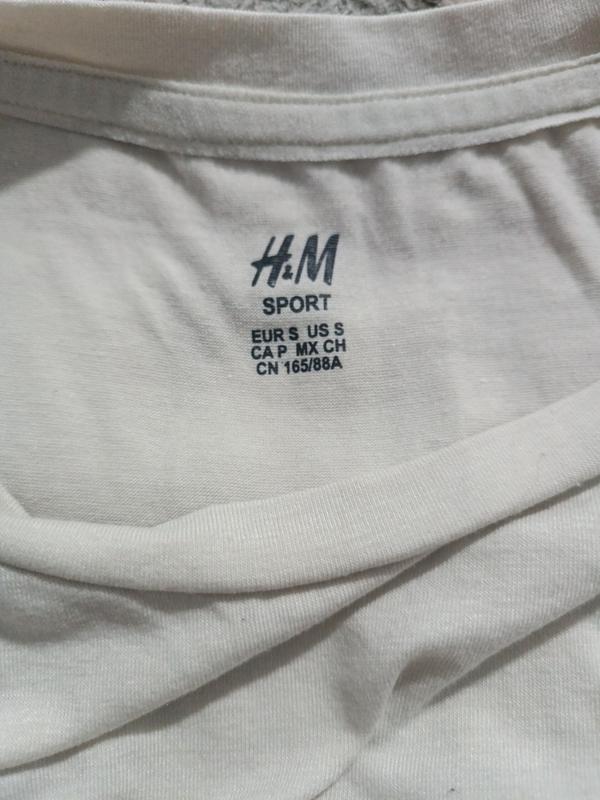 H&M
SPORT
EUR S US S
CA P MX CH
CN 165/88A